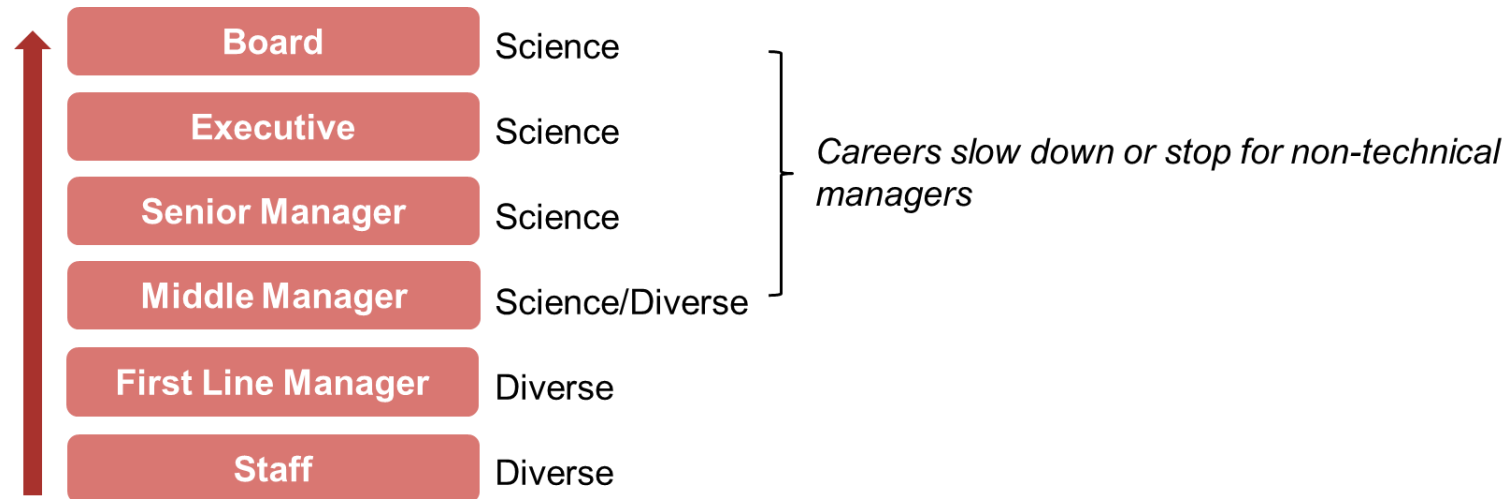 Board
Science
Executive
Science
Careers slow down or stop for non-technical
managers
Senior Manager
Science
Middle Manager
Science/Diverse
First Line Manager
Diverse
Staff
Diverse